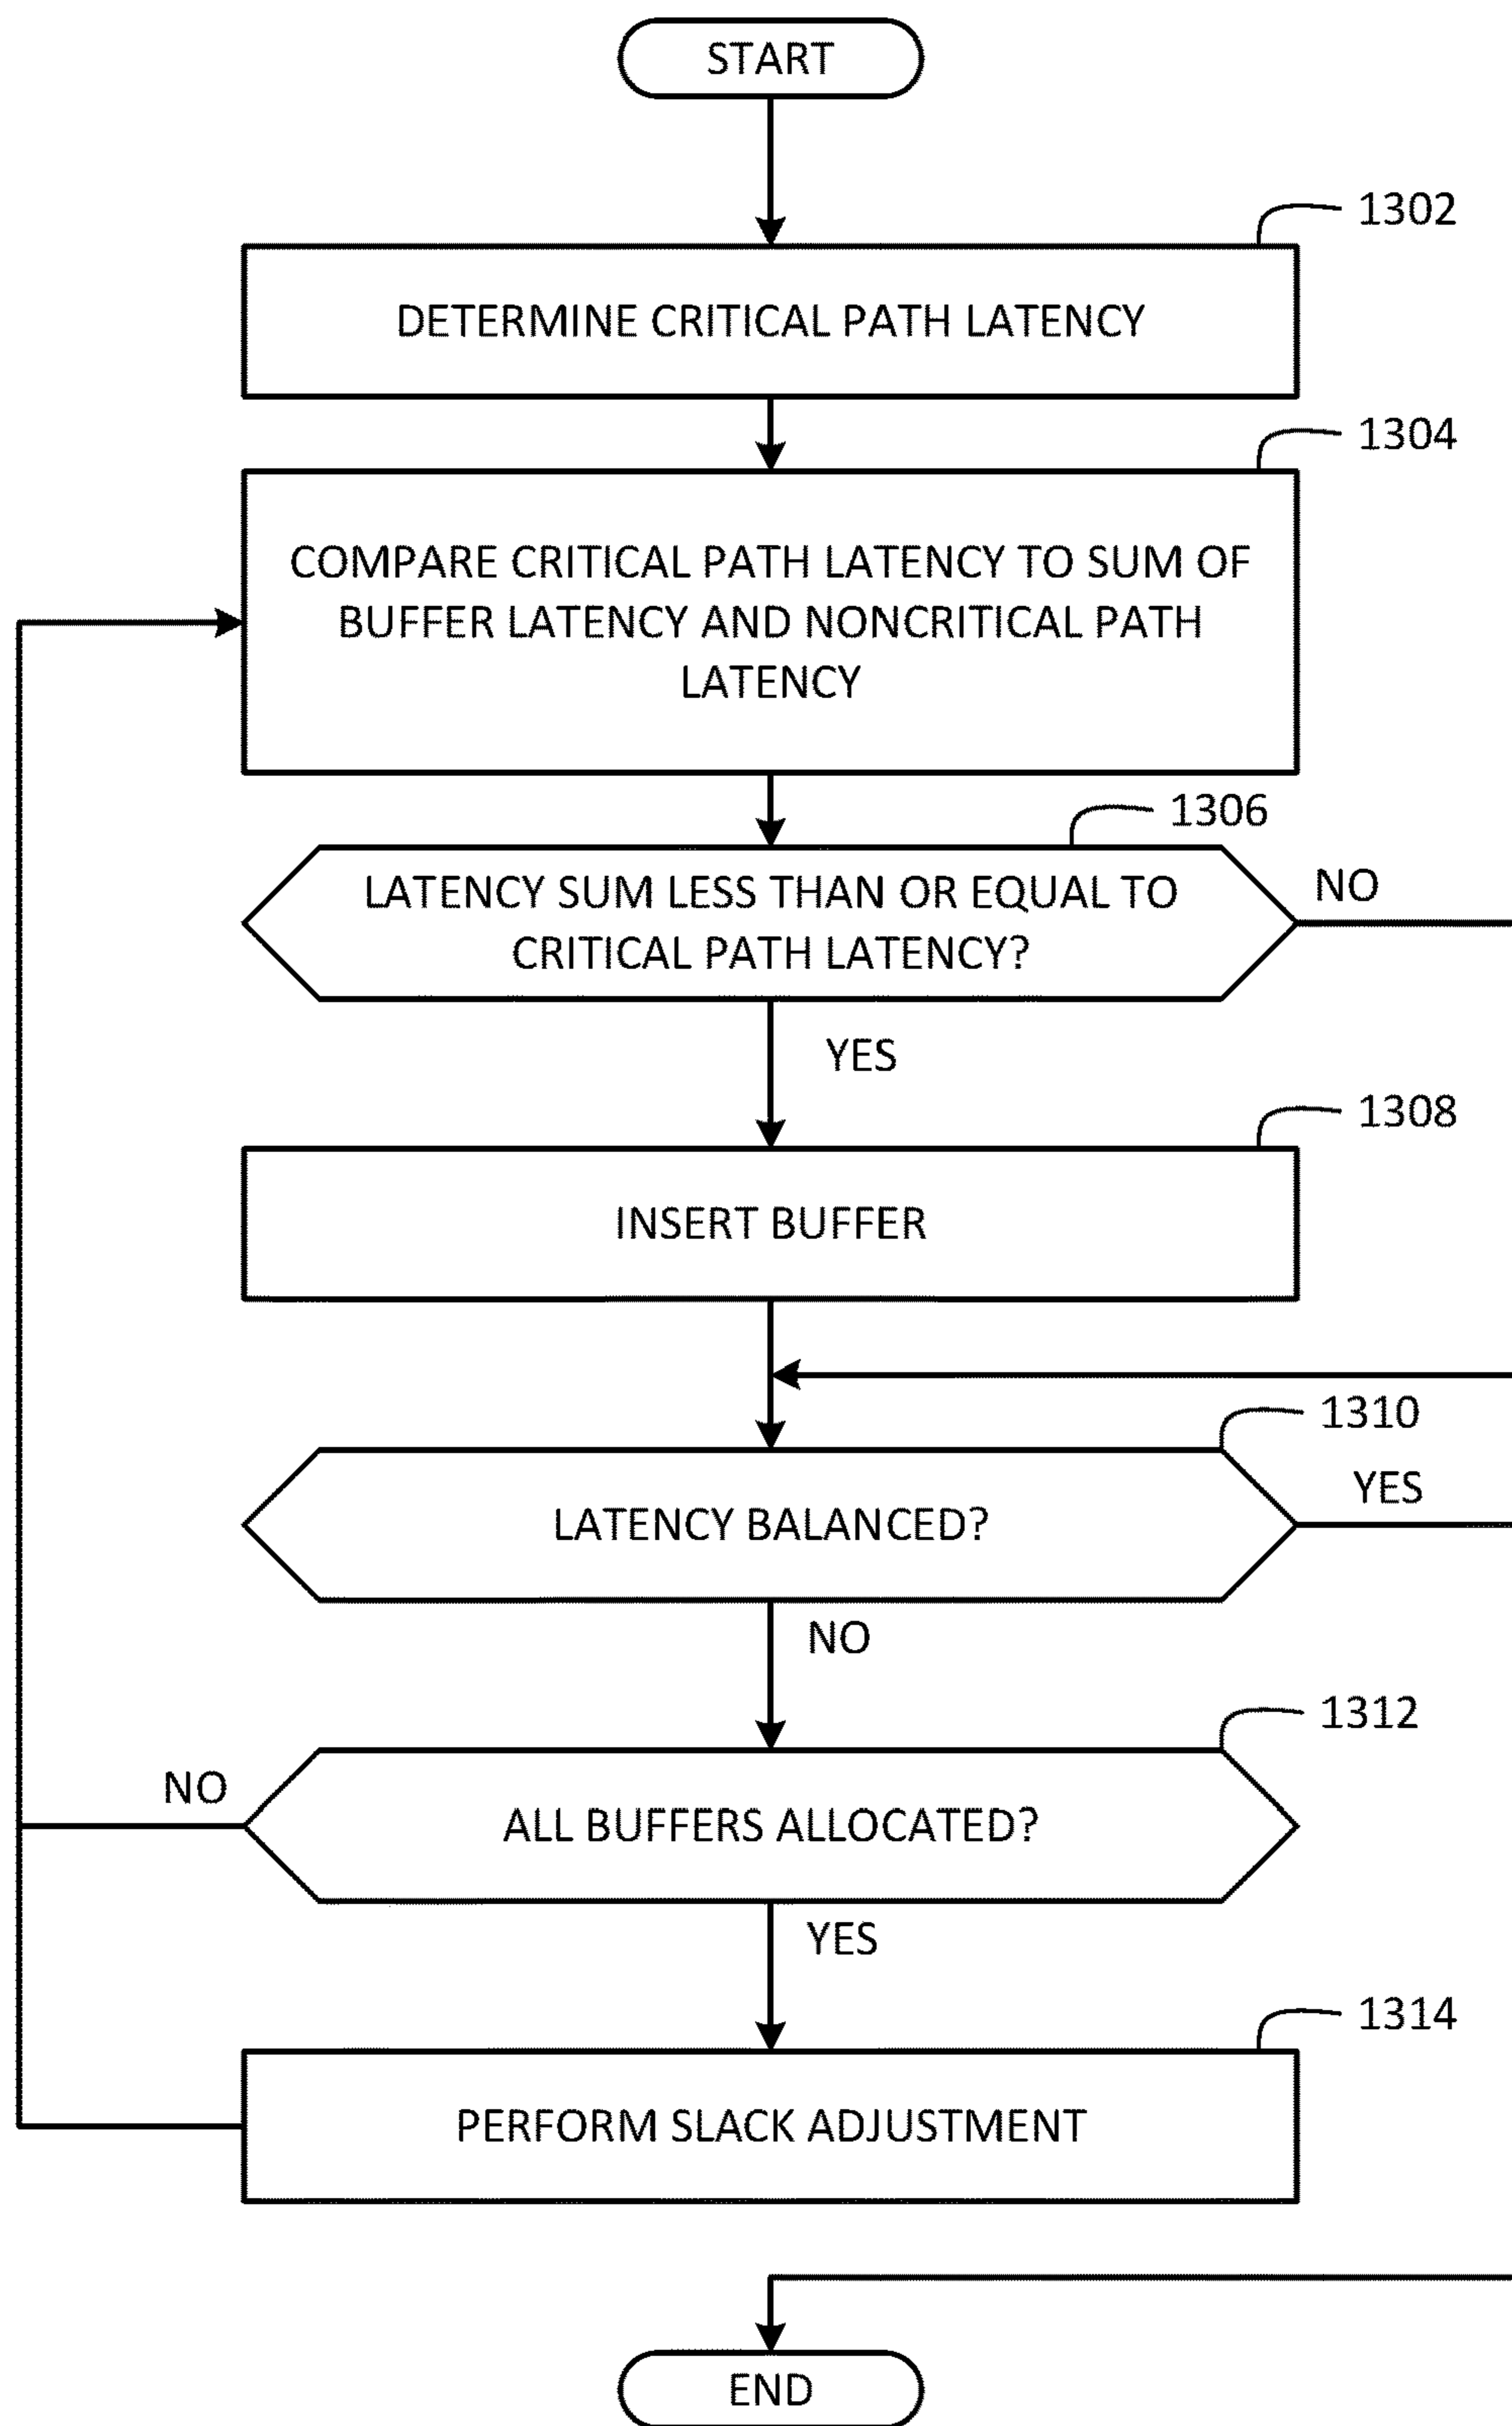 START
1302
DETERMINE CRITICAL PATH LATENCY
1304
COMPARE CRITICAL PATH LATENCY TO SUM OF
BUFFER LATENCY AND NONCRITICAL PATH
LATENCY
1306
LATENCY SUM LESS THAN OR EQUAL TO
CRITICAL PATH LATENCY?
NO
YES
1308
INSERT BUFFER
1310
LATENCY BALANCED?
YES
NO
1312
ALL BUFFERS ALLOCATED?
NO
YES
1314
PERFORM SLACK ADJUSTMENT
END